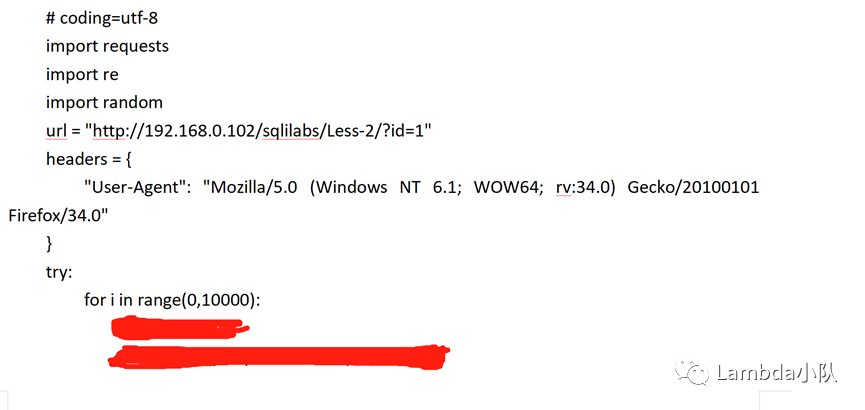 # coding=utf-8
import requests
import re
import random
url = "http://192.168.0.102/sqlilabs/Less-2/?id=1"
headers = {
"User-Agent": "Mozilla/5.0 (Windows NT 6.1; WOW64; rv:34.0) Gecko/20100101
Firefox/34.0"
}
try:
for i in range(0,10000):
Lambda小队